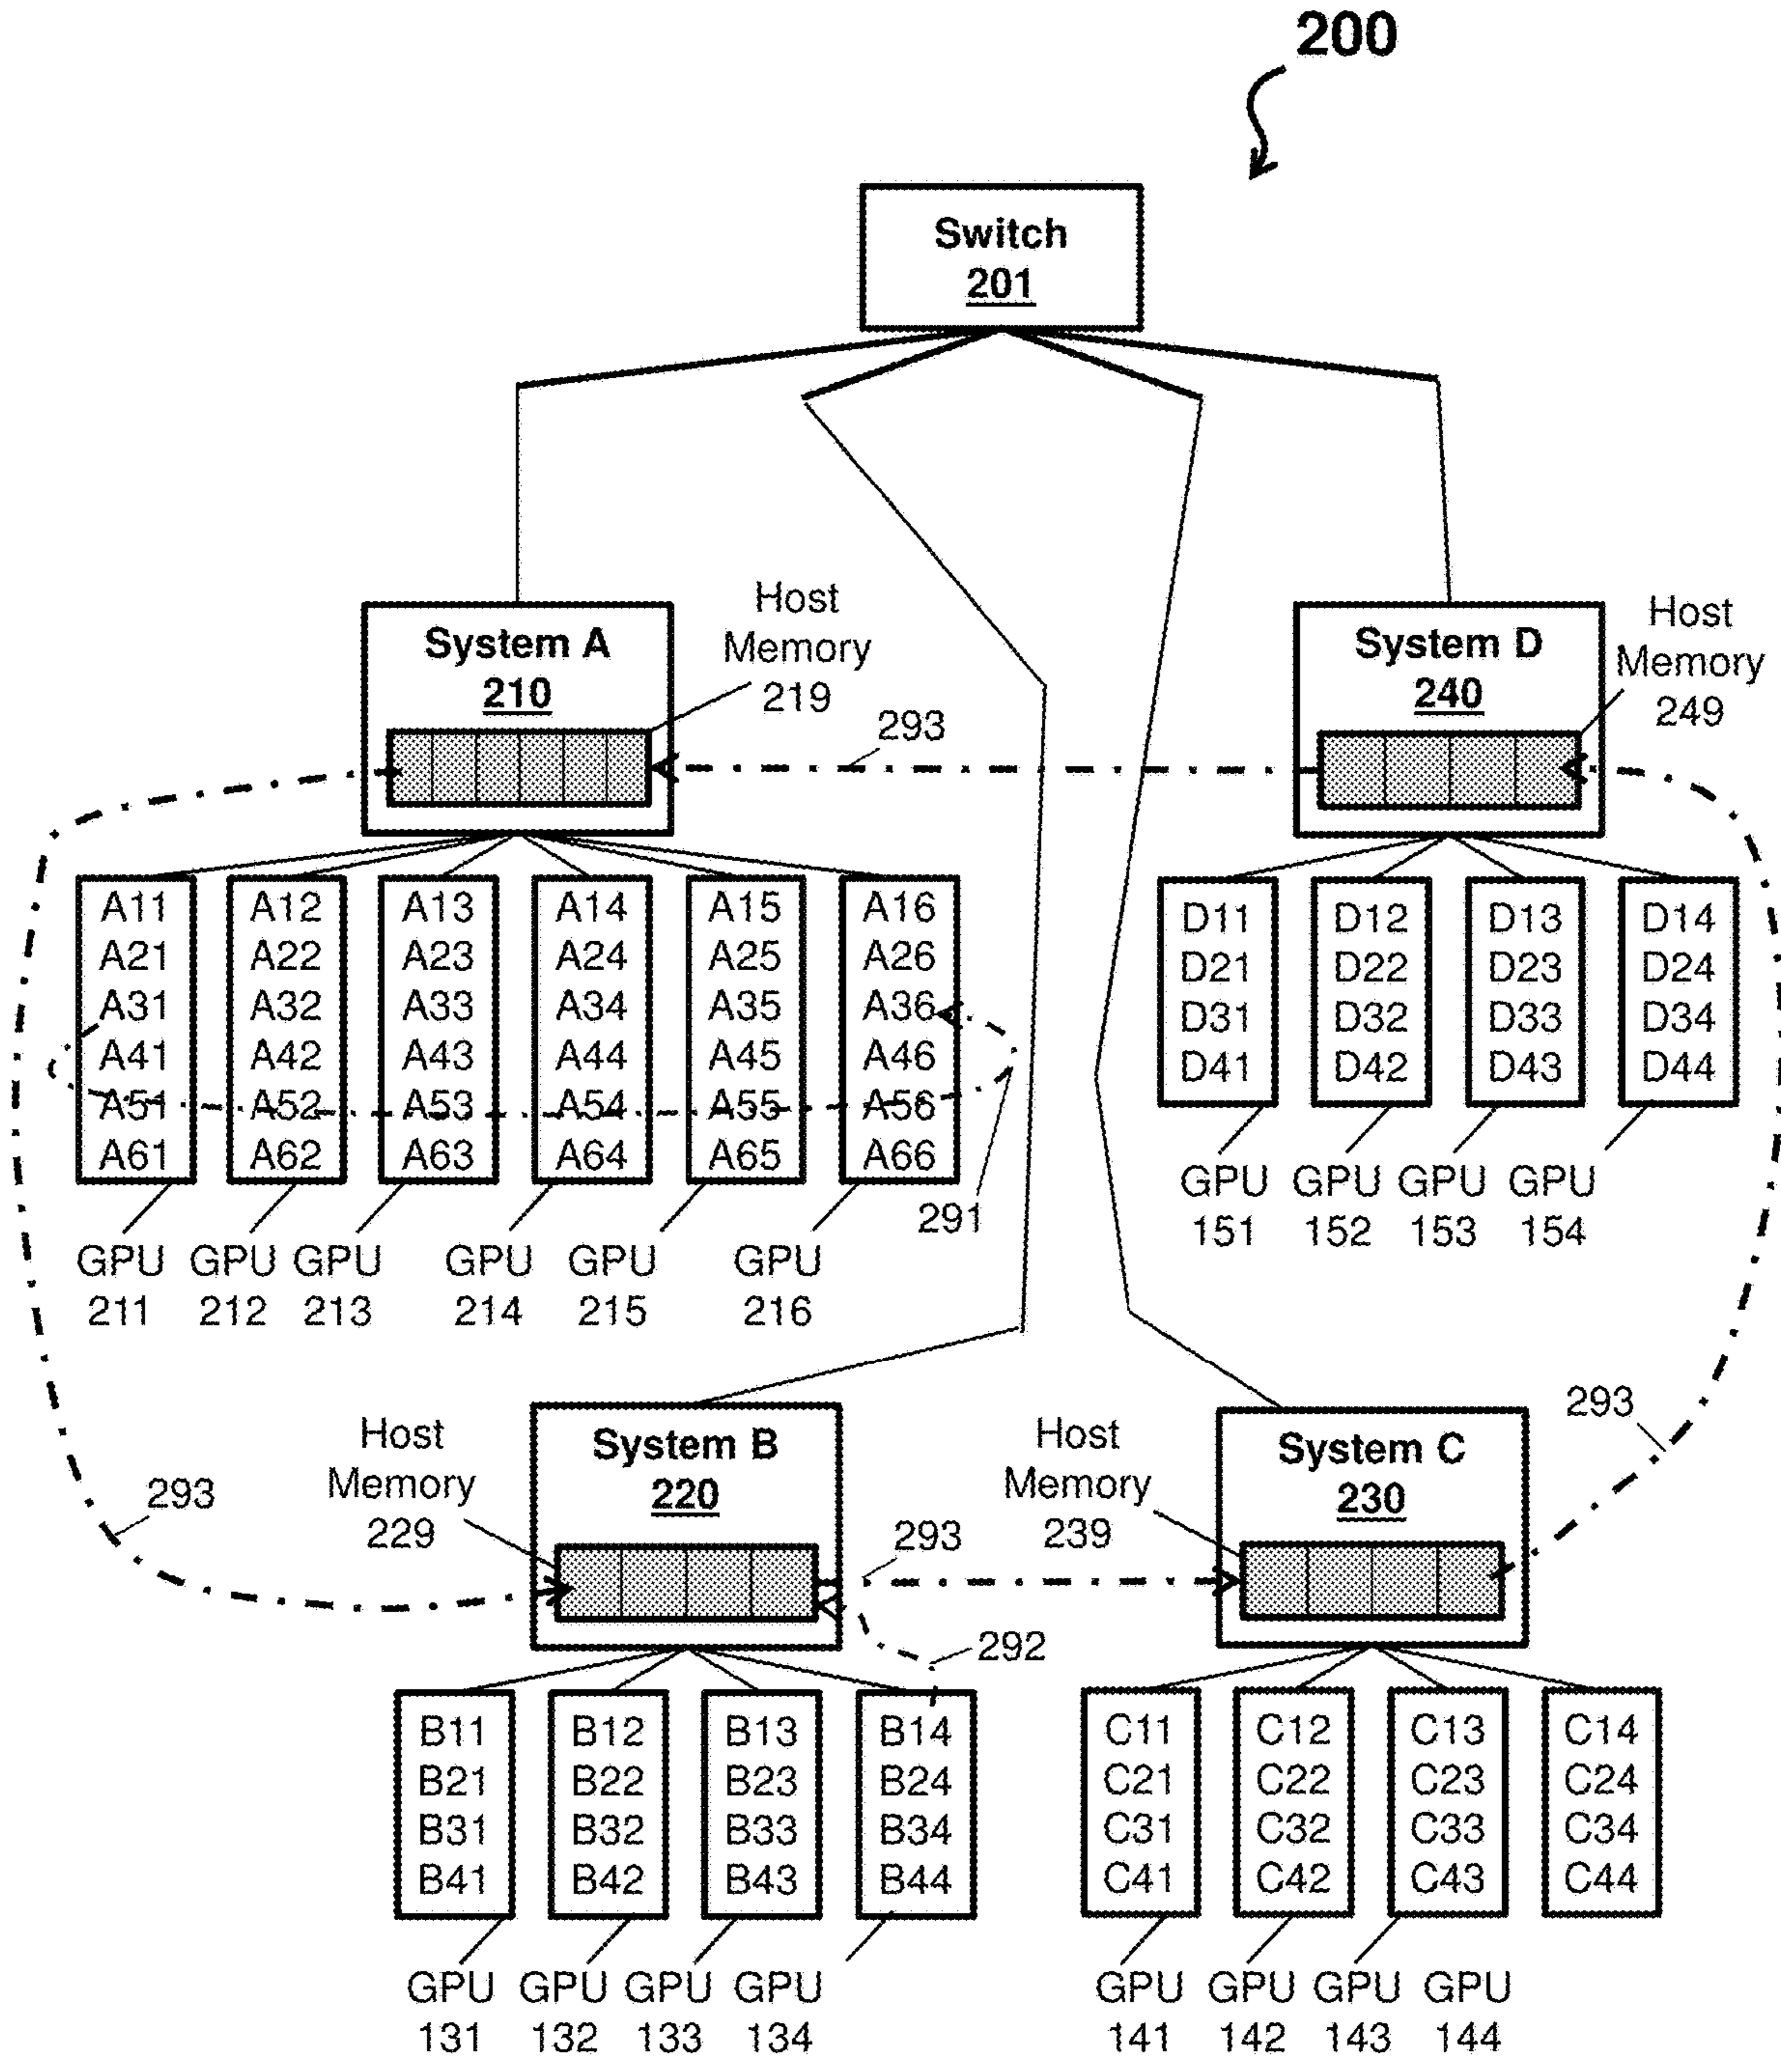 200
Switch
201
System A
210
Host
Memory
219
293
System D
240
Host
Memory
249
A11 A12 A13 A14 A15 A16
A21 A22 A23 A24 A25 A26
A31 A32 A33 A34 A35 A36
A41 A42 A43 A44 A45 A46
A51 A52 A53 A54 A55 A56
A61 A62 A63 A64 A65 A66
291
GPU GPU GPU GPU GPU GPU
211 212 213 214 215 216
D11 D12 D13 D14
D21 D22 D23 D24
D31 D32 D33 D34
D41 D42 D43 D44
GPU GPU GPU GPU
151 152 153 154
293
Host
Memory
229
System B
220
293
292
Host
Memory
239
System C
230
293
B11 B12 B13 B14
B21 B22 B23 B24
B31 B32 B33 B34
B41 B42 B43 B44
GPU GPU GPU GPU
131 132 133 134
C11 C12 C13 C14
C21 C22 C23 C24
C31 C32 C33 C34
C41 C42 C43 C44
GPU GPU GPU GPU
141 142 143 144